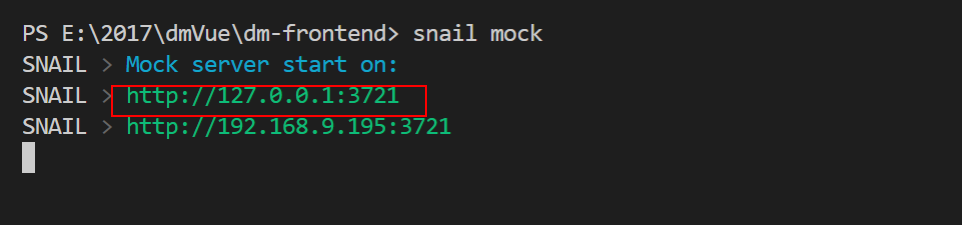 PS E:\2017\dmVue\dm-frontend> snail mock
SNAIL > Mock server start on:
SNAIL > http://127.0.0.1:3721
SNAIL > http://192.168.9.195:3721